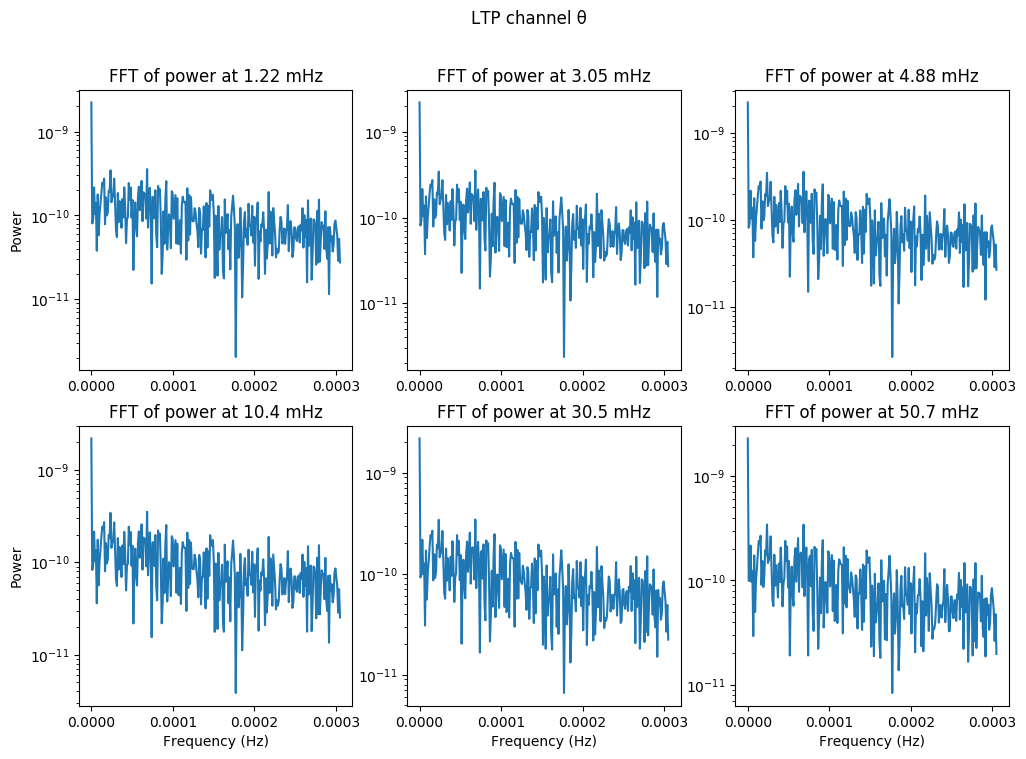 LTP channel θ
FFT of power at 1.22 mHz
FFT of power at 3.05 mHz
FFT of power at 4.88 mHz
Power
10⁻⁹
10⁻¹⁰
10⁻¹¹
0.0000 0.0001 0.0002 0.0003
10⁻⁹
10⁻¹⁰
10⁻¹¹
0.0000 0.0001 0.0002 0.0003
10⁻⁹
10⁻¹⁰
10⁻¹¹
0.0000 0.0001 0.0002 0.0003
FFT of power at 10.4 mHz
FFT of power at 30.5 mHz
FFT of power at 50.7 mHz
Power
10⁻⁹
10⁻¹⁰
10⁻¹¹
0.0000 0.0001 0.0002 0.0003
Frequency (Hz)
10⁻⁹
10⁻¹⁰
10⁻¹¹
0.0000 0.0001 0.0002 0.0003
Frequency (Hz)
10⁻⁹
10⁻¹⁰
10⁻¹¹
0.0000 0.0001 0.0002 0.0003
Frequency (Hz)